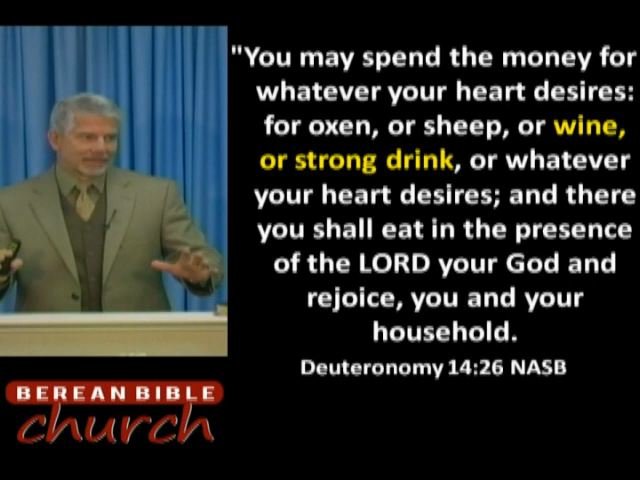 "You may spend the money for
whatever your heart desires:
for oxen, or sheep, or wine,
or strong drink, or whatever
your heart desires; and there
you shall eat in the presence
of the LORD your God and
rejoice, you and your
household.
Deuteronomy 14:26 NASB
BEREAN BIBLE
church